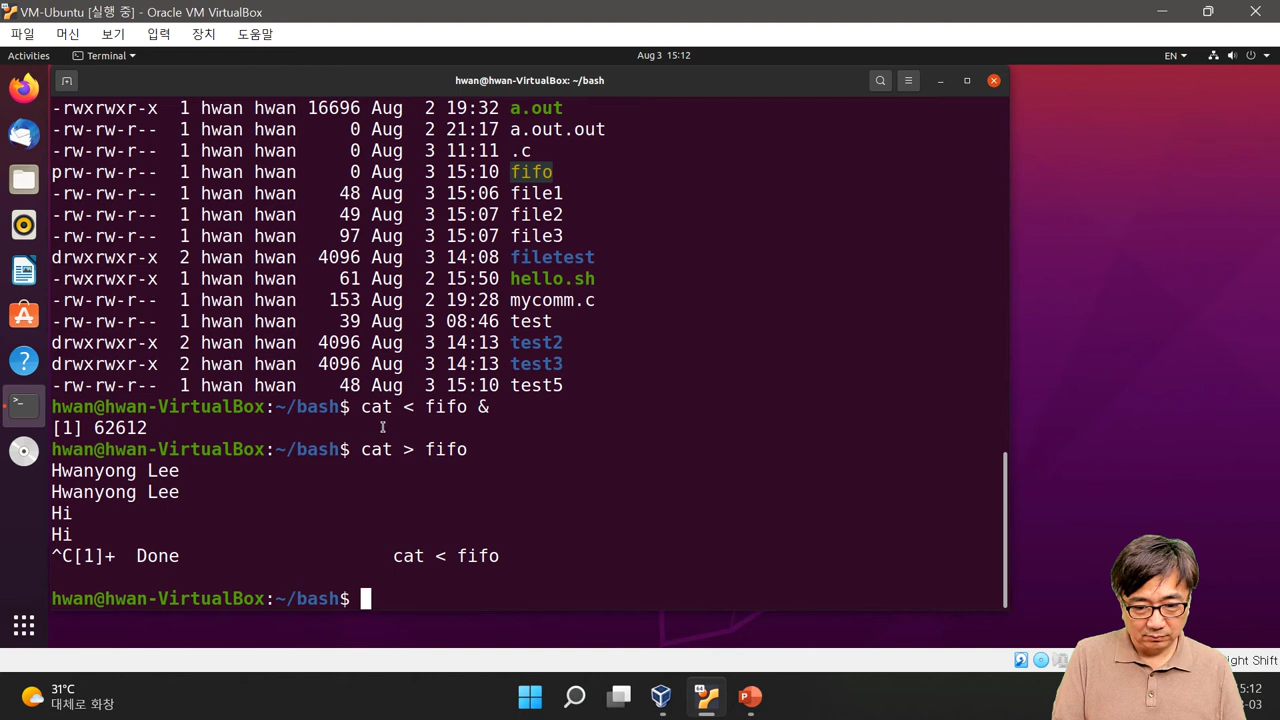 VM-Ubuntu [실행 중] - Oracle VM VirtualBox
파일 머신 보기 입력 장치 도움말
Activities Terminal Aug 3 15:12 EN
hwan@hwan-VirtualBox: ~/bash
-rwxrwxr-x 1 hwan hwan 16696 Aug 2 19:32 a.out
-rw-rw-r-- 1 hwan hwan 0 Aug 2 21:17 a.out.out
-rw-rw-r-- 1 hwan hwan 0 Aug 3 11:11 .c
prw-rw-r-- 1 hwan hwan 0 Aug 3 15:10 fifo
-rw-rw-r-- 1 hwan hwan 48 Aug 3 15:06 file1
-rw-rw-r-- 1 hwan hwan 49 Aug 3 15:07 file2
-rw-rw-r-- 1 hwan hwan 97 Aug 3 15:07 file3
drwxrwxr-x 2 hwan hwan 4096 Aug 3 14:08 filetest
-rwxrwxr-x 1 hwan hwan 61 Aug 2 15:50 hello.sh
-rw-rw-r-- 1 hwan hwan 153 Aug 2 19:28 mycomm.c
-rw-rw-r-- 1 hwan hwan 39 Aug 3 08:46 test
drwxrwxr-x 2 hwan hwan 4096 Aug 3 14:13 test2
drwxrwxr-x 2 hwan hwan 4096 Aug 3 14:13 test3
-rw-rw-r-- 1 hwan hwan 48 Aug 3 15:10 test5
hwan@hwan-VirtualBox:~/bash$ cat < fifo &
[1] 62612
hwan@hwan-VirtualBox:~/bash$ cat > fifo
Hwanyong Lee
Hwanyong Lee
Hi
Hi
^C[1]+ Done cat < fifo
hwan@hwan-VirtualBox:~/bash$
ight Shift
31°C
대체로 화창
:12
-03